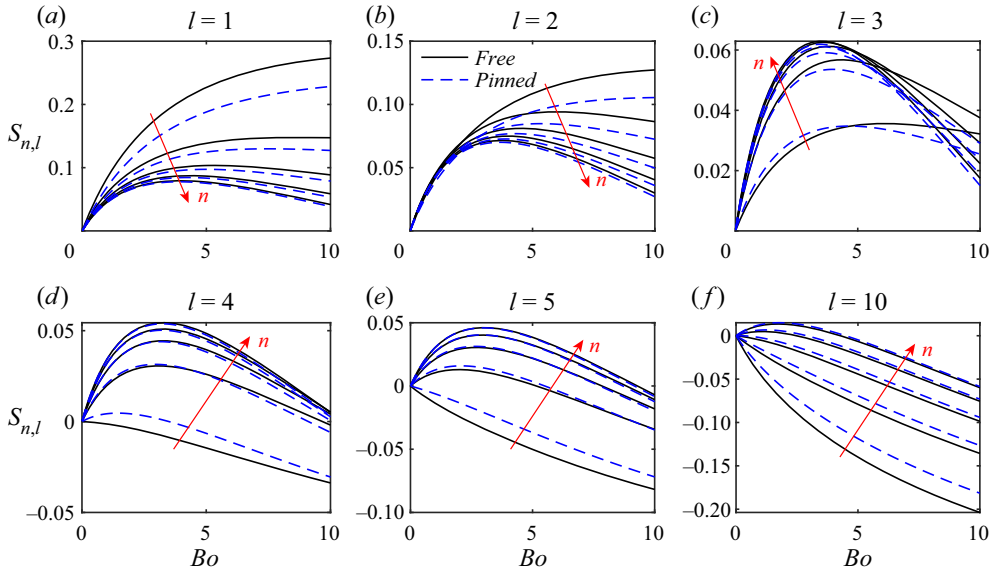 (a) l = 1
(b) l = 2
(c) l = 3
S_{n,l}
0.3
0.2
0.1
0 5 10
n
0.15
0.10
0.05
0 5 10
Free
Pinned
n
0.06
0.04
0.02
0 5 10
n
(d) l = 4
(e) l = 5
(f) l = 10
S_{n,l}
0.05
0
−0.05
0 5 10
Bo
n
0.05
0
−0.05
−0.10
0 5 10
Bo
n
0
−0.05
−0.10
−0.15
−0.20
0 5 10
Bo
n